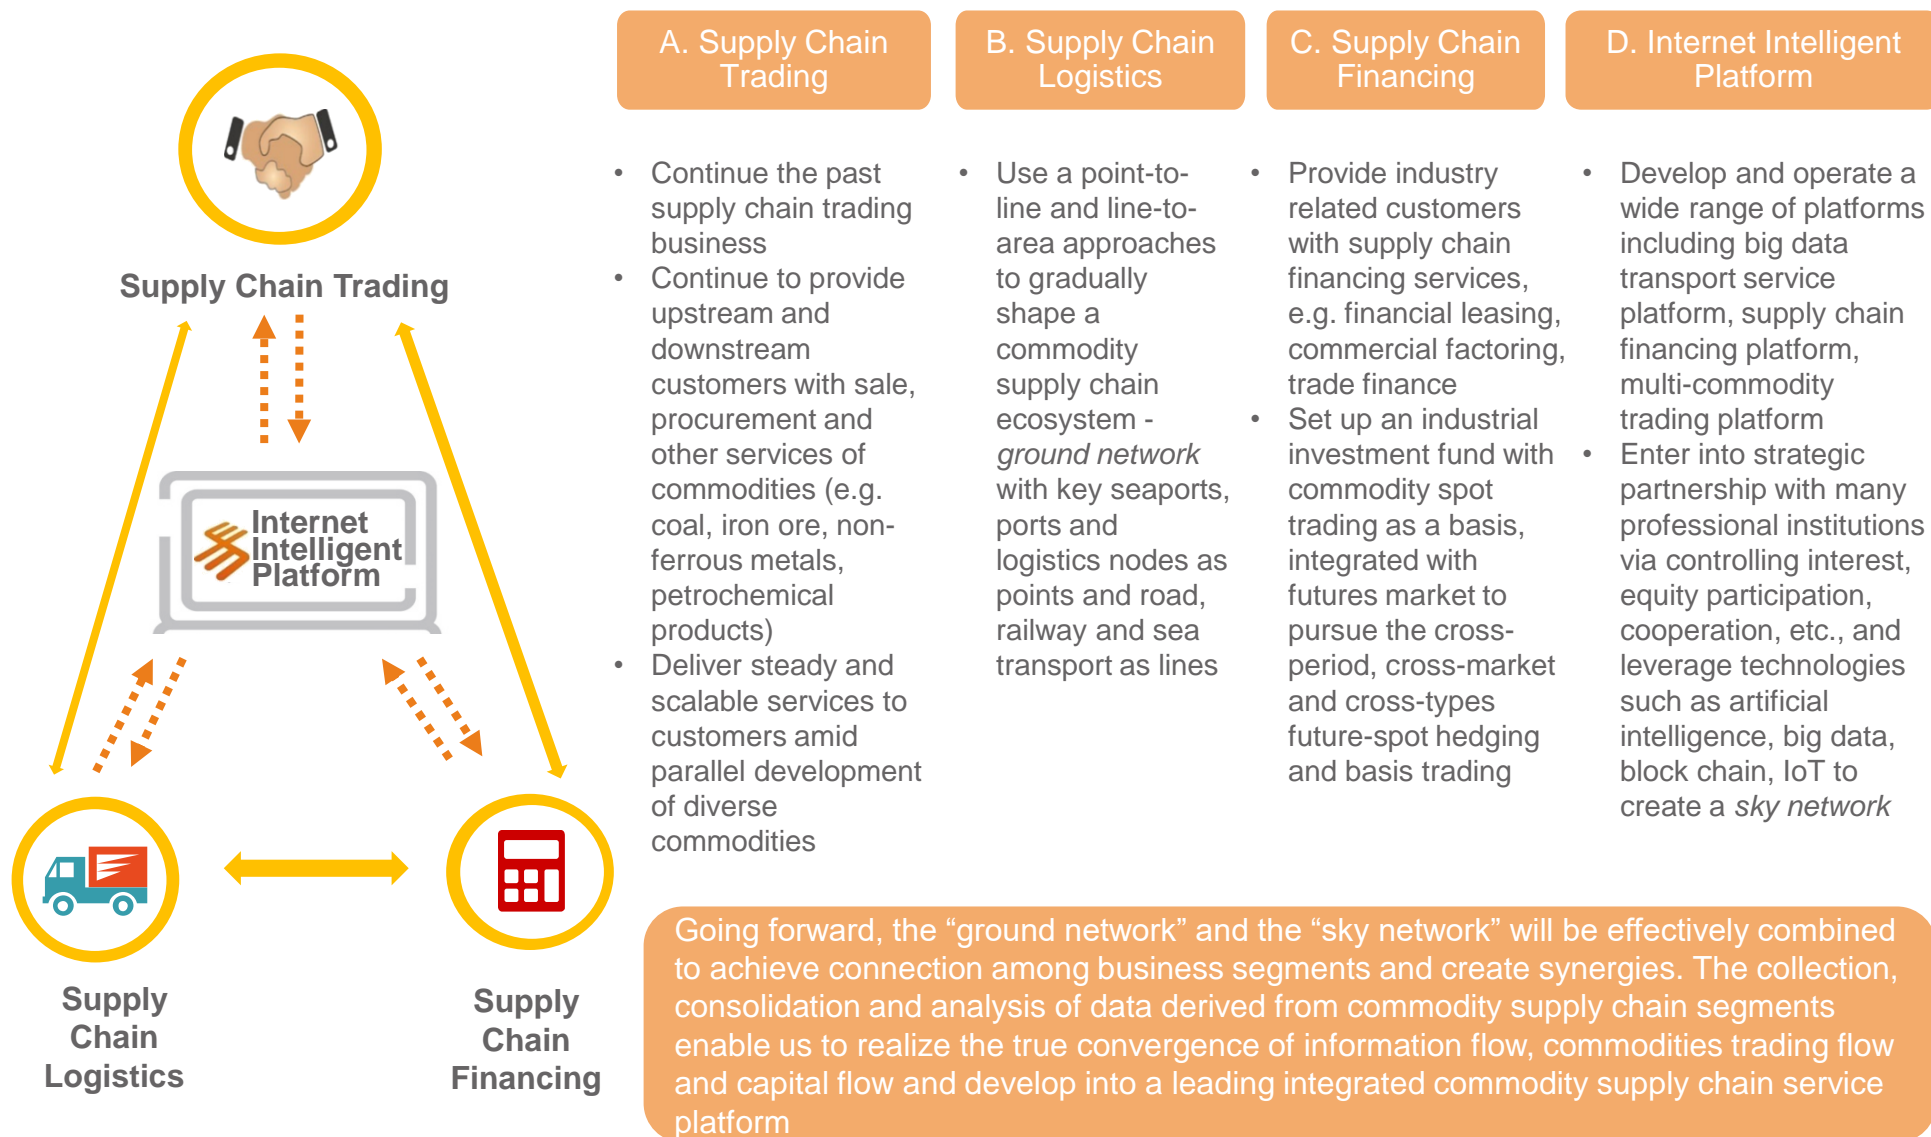 Supply Chain Trading
Internet
Intelligent
Platform
Supply
Chain
Logistics
Supply
Chain
Financing
A. Supply Chain
Trading
• Continue the past
supply chain trading
business
• Continue to provide
upstream and
downstream
customers with sale,
procurement and
other services of
commodities (e.g.
coal, iron ore, non-
ferrous metals,
petrochemical
products)
• Deliver steady and
scalable services to
customers amid
parallel development
of diverse
commodities
B. Supply Chain
Logistics
• Use a point-to-
line and line-to-
area approaches
to gradually
shape a
commodity
supply chain
ecosystem -
ground network
with key seaports,
ports and
logistics nodes as
points and road,
railway and sea
transport as lines
C. Supply Chain
Financing
• Provide industry
related customers
with supply chain
financing services,
e.g. financial leasing,
commercial factoring,
trade finance
• Set up an industrial
investment fund with
commodity spot
trading as a basis,
integrated with
futures market to
pursue the cross-
period, cross-market
and cross-types
future-spot hedging
and basis trading
D. Internet Intelligent
Platform
• Develop and operate a
wide range of platforms
including big data
transport service
platform, supply chain
financing platform,
multi-commodity
trading platform
• Enter into strategic
partnership with many
professional institutions
via controlling interest,
equity participation,
cooperation, etc., and
leverage technologies
such as artificial
intelligence, big data,
block chain, IoT to
create a sky network
Going forward, the “ground network” and the “sky network” will be effectively combined
to achieve connection among business segments and create synergies. The collection,
consolidation and analysis of data derived from commodity supply chain segments
enable us to realize the true convergence of information flow, commodities trading flow
and capital flow and develop into a leading integrated commodity supply chain service
platform